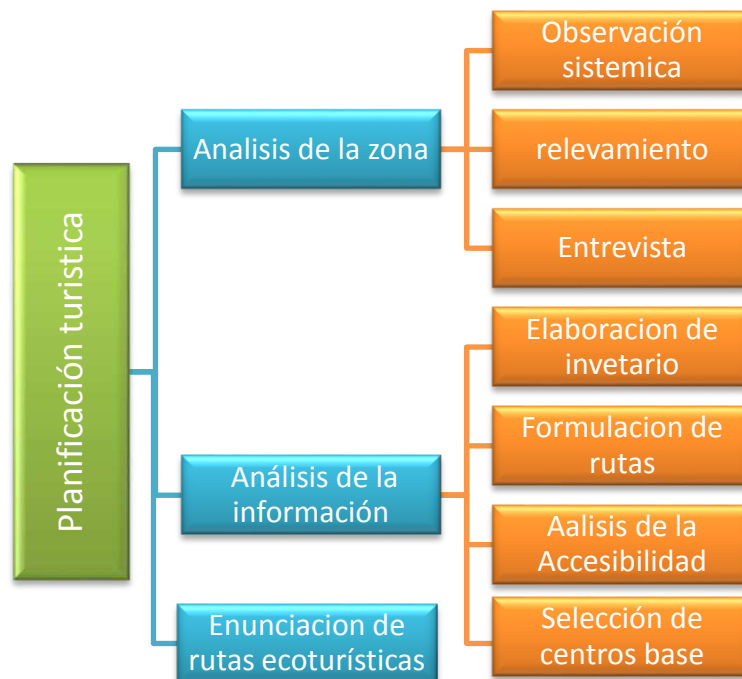 Planificación turistica
Analisis de la zona
Observación
sistemica
relevamiento
Entrevista
Análisis de la
información
Elaboracion de
invetario
Formulacion de
rutas
Aalisis de la
Accesibilidad
Selección de
centros base
Enunciacion de
rutas ecoturísticas